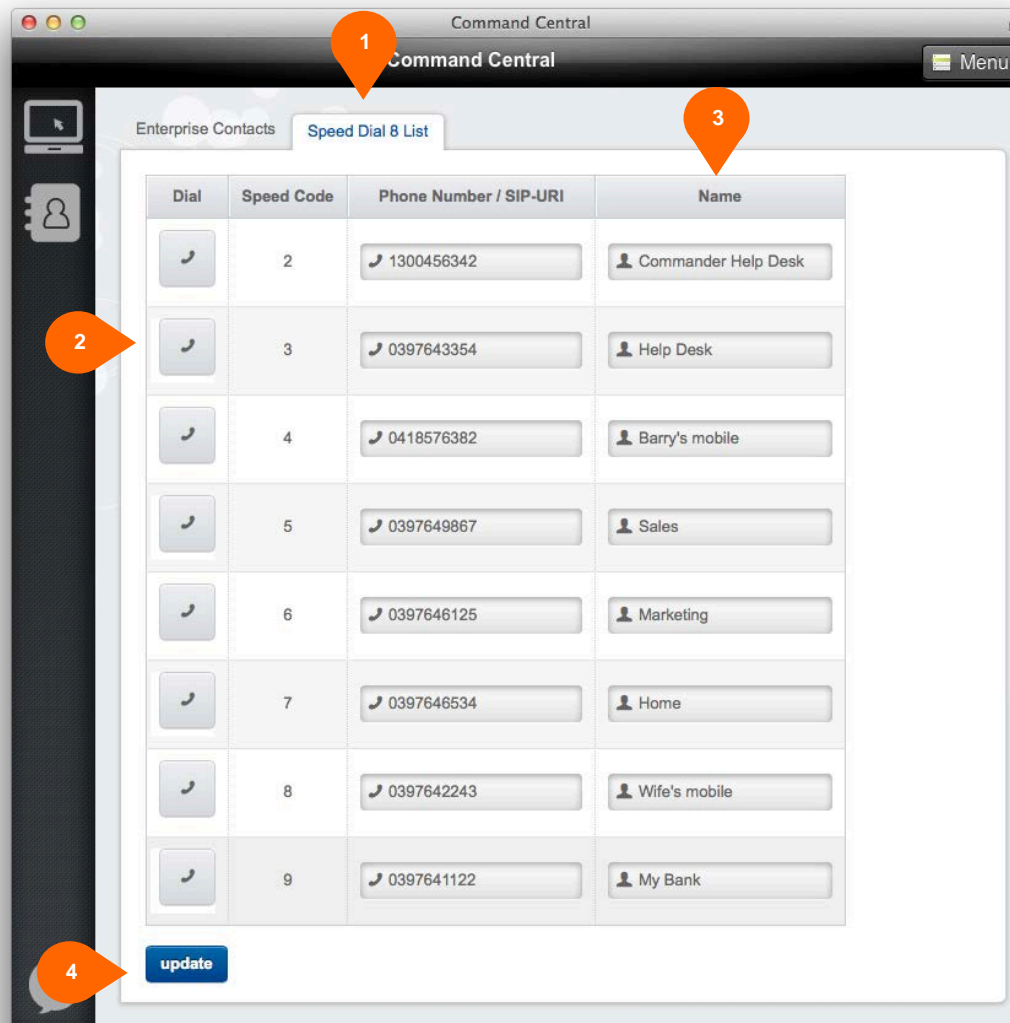 Command Central
1
Command Central
Menu
Enterprise Contacts Speed Dial 8 List
3
Dial Speed Code Phone Number / SIP-URI Name
2 1300456342 Commander Help Desk
2
3 0397643354 Help Desk
4 0418576382 Barry's mobile
5 0397649867 Sales
6 0397646125 Marketing
7 0397646534 Home
8 0397642243 Wife's mobile
9 0397641122 My Bank
4
update